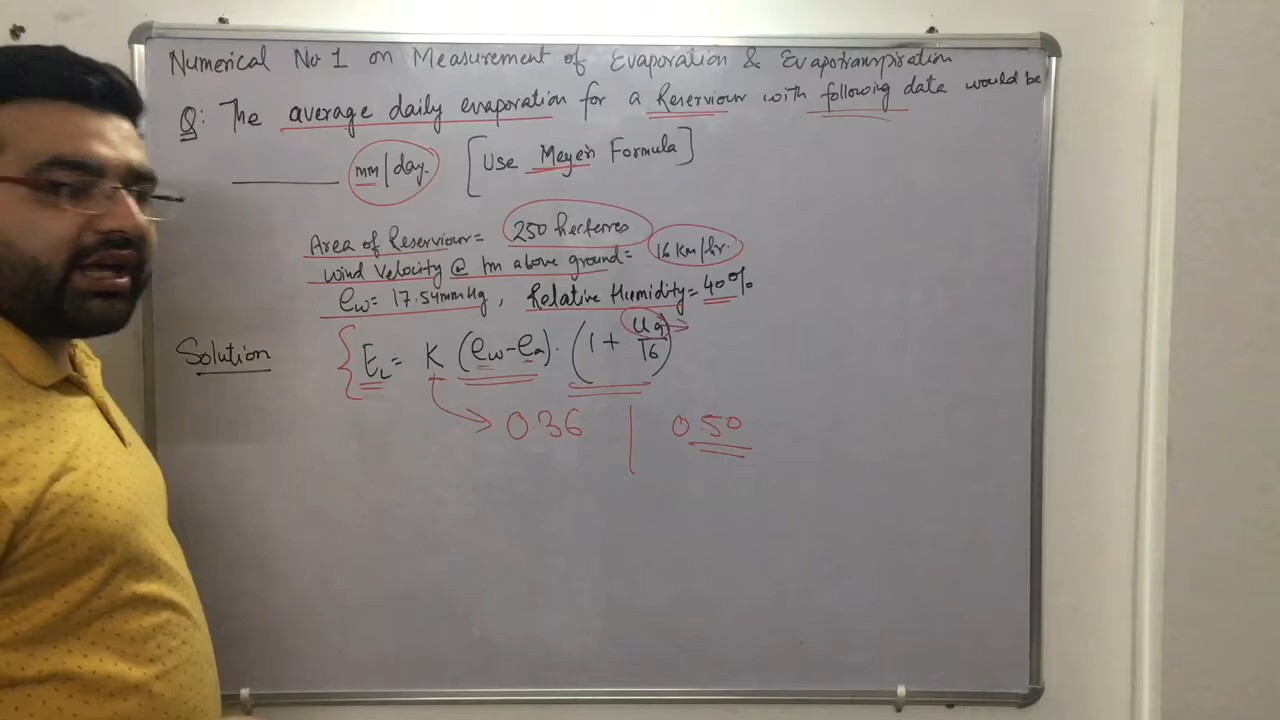 Numerical No 1 on Measurement of Evaporation & Evapotranspiration
Q: The average daily evaporation for a Reserviour with following data would be
______ mm/day. [Use Meyer's Formula]
Area of Reserviour = 250 hectares
Wind Velocity @ 1m above ground = 16 Km/hr.
ew = 17.54mmHg, Relative Humidity = 40%
Solution { EL = K (ew-ea). (1 + u9/16)
0.36 | 0.50